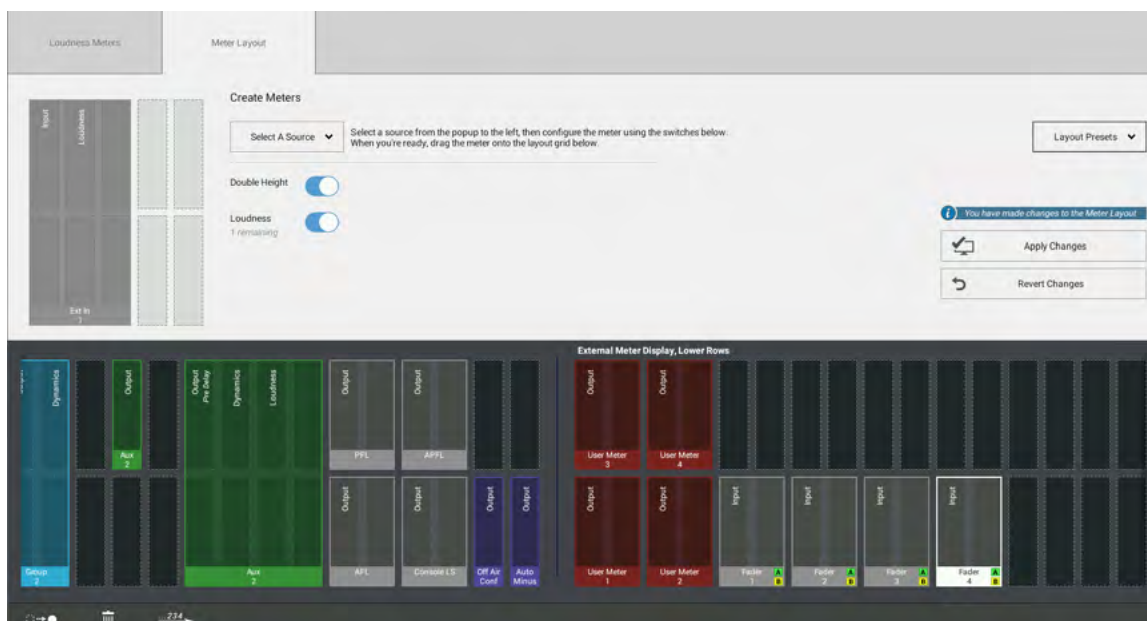 Loudness Meters
Meter Layout
Create Meters
Input
Loudness
Select A Source
Select a source from the popup to the left, then configure the meter using the switches below.
When you're ready, drag the meter onto the layout grid below.
Layout Presets
Double Height
Loudness
1 remaining
You have made changes to the Meter Layout
Apply Changes
Revert Changes
Ext In
1
External Meter Display, Lower Rows
Dynamics
Output
Output
Pre Delay
Dynamics
Loudness
Output
Output
Output
Output
Aux
2
PFL
APFL
User Meter
3
User Meter
4
Output
Output
Output
Output
Output
Output
Input
Input
Input
Input
Group
2
Aux
2
AFL
Console LS
Off Air
Conf
Auto
Minus
User Meter
1
User Meter
2
Fader
1
A
B
Fader
2
A
B
Fader
3
A
B
Fader
4
A
B
...234